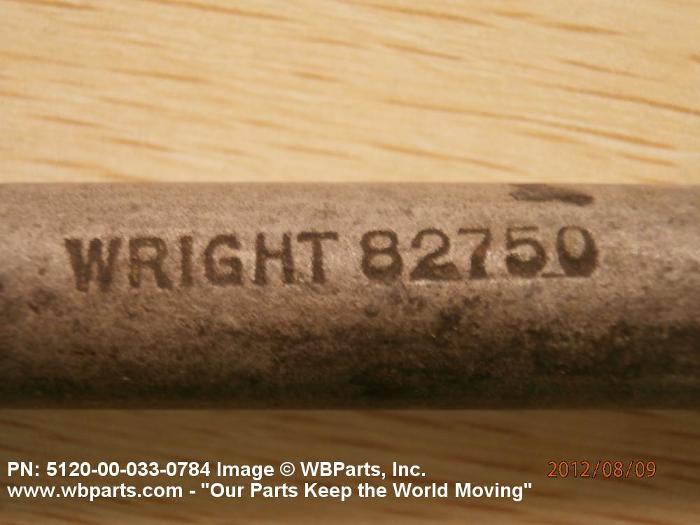 WRIGHT 82750
PN: 5120-00-033-0784 Image © WBParts, Inc.
2012/08/09
www.wbparts.com - "Our Parts Keep the World Moving"